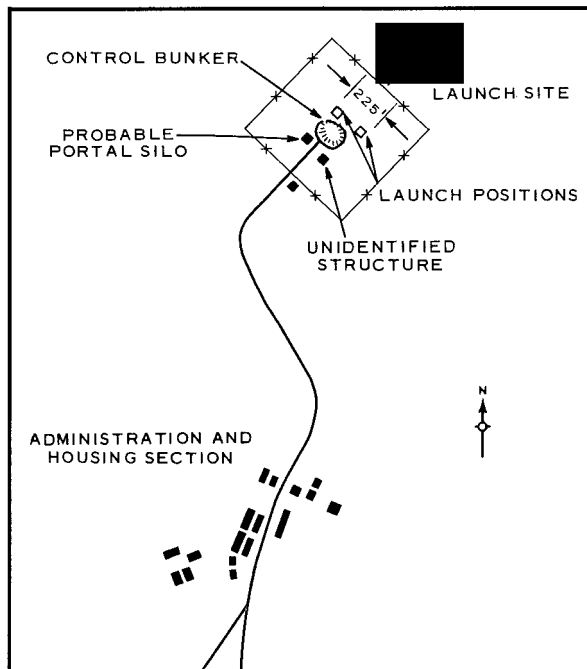 CONTROL BUNKER
225'
LAUNCH SITE
PROBABLE
PORTAL SILO
LAUNCH POSITIONS
UNIDENTIFIED
STRUCTURE
N
ADMINISTRATION AND
HOUSING SECTION